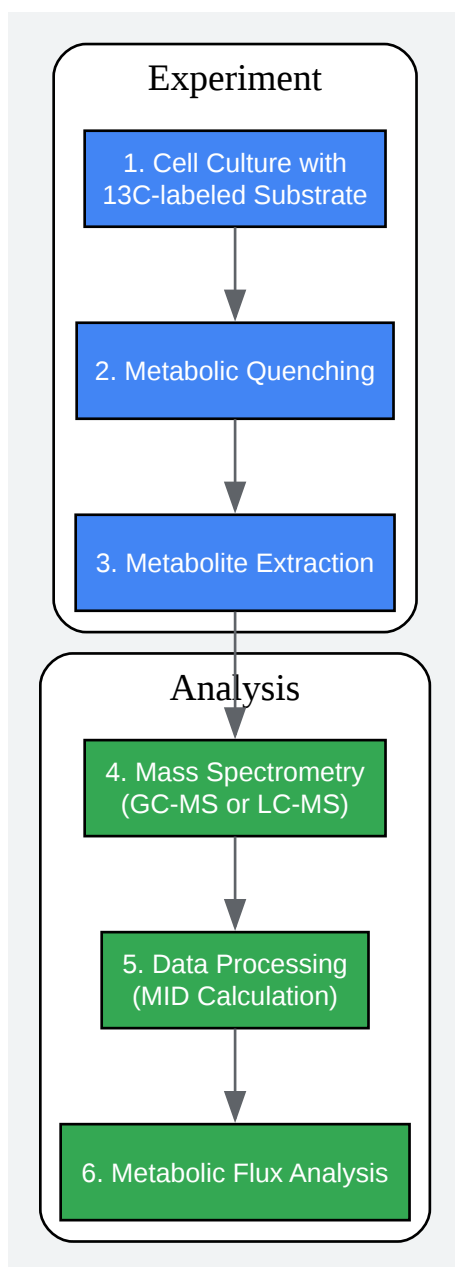 Experiment
1. Cell Culture with
13C-labeled Substrate
2. Metabolic Quenching
3. Metabolite Extraction
Analysis
4. Mass Spectrometry
(GC-MS or LC-MS)
5. Data Processing
(MID Calculation)
6. Metabolic Flux Analysis